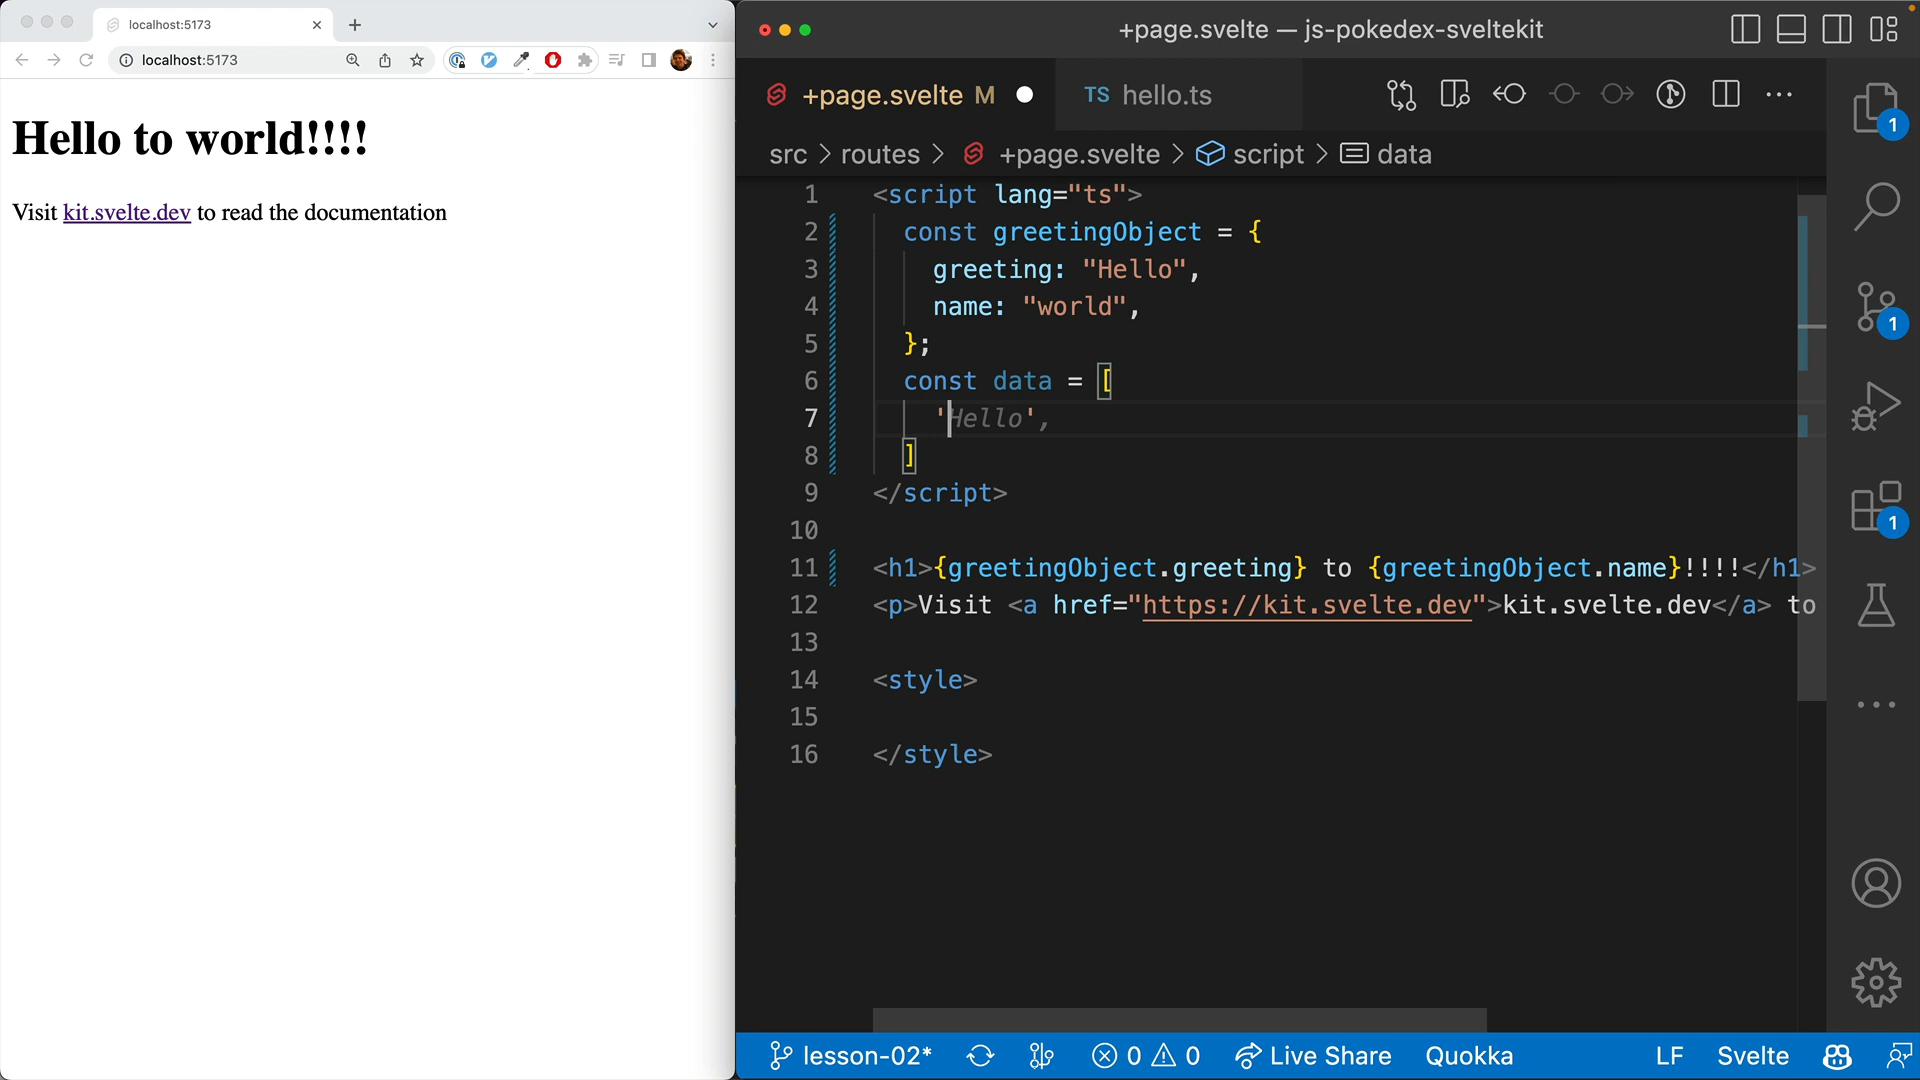 localhost:5173
localhost:5173
Hello to world!!!!
Visit kit.svelte.dev to read the documentation
+page.svelte — js-pokedex-sveltekit
+page.svelte M
TS hello.ts
src > routes > +page.svelte > script > data
1 <script lang="ts">
2 const greetingObject = {
3 greeting: "Hello",
4 name: "world",
5 };
6 const data = [
7 'Hello',
8 ]
9 </script>
10
11 <h1>{greetingObject.greeting} to {greetingObject.name}!!!!</h1>
12 <p>Visit <a href="https://kit.svelte.dev">kit.svelte.dev</a> to
13
14 <style>
15
16 </style>
1
1
1
lesson-02* 0 0 Live Share Quokka LF Svelte